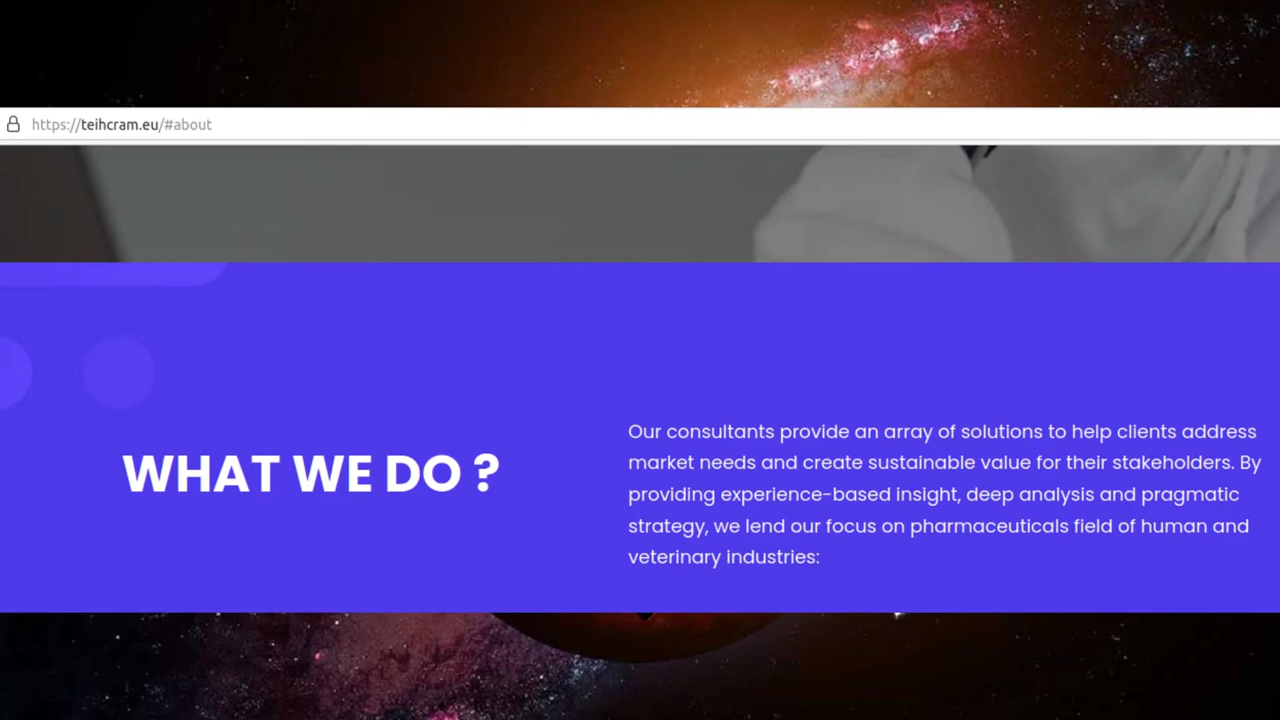 https://teihcram.eu/#about
WHAT WE DO ?
Our consultants provide an array of solutions to help clients address
market needs and create sustainable value for their stakeholders. By
providing experience-based insight, deep analysis and pragmatic
strategy, we lend our focus on pharmaceuticals field of human and
veterinary industries: